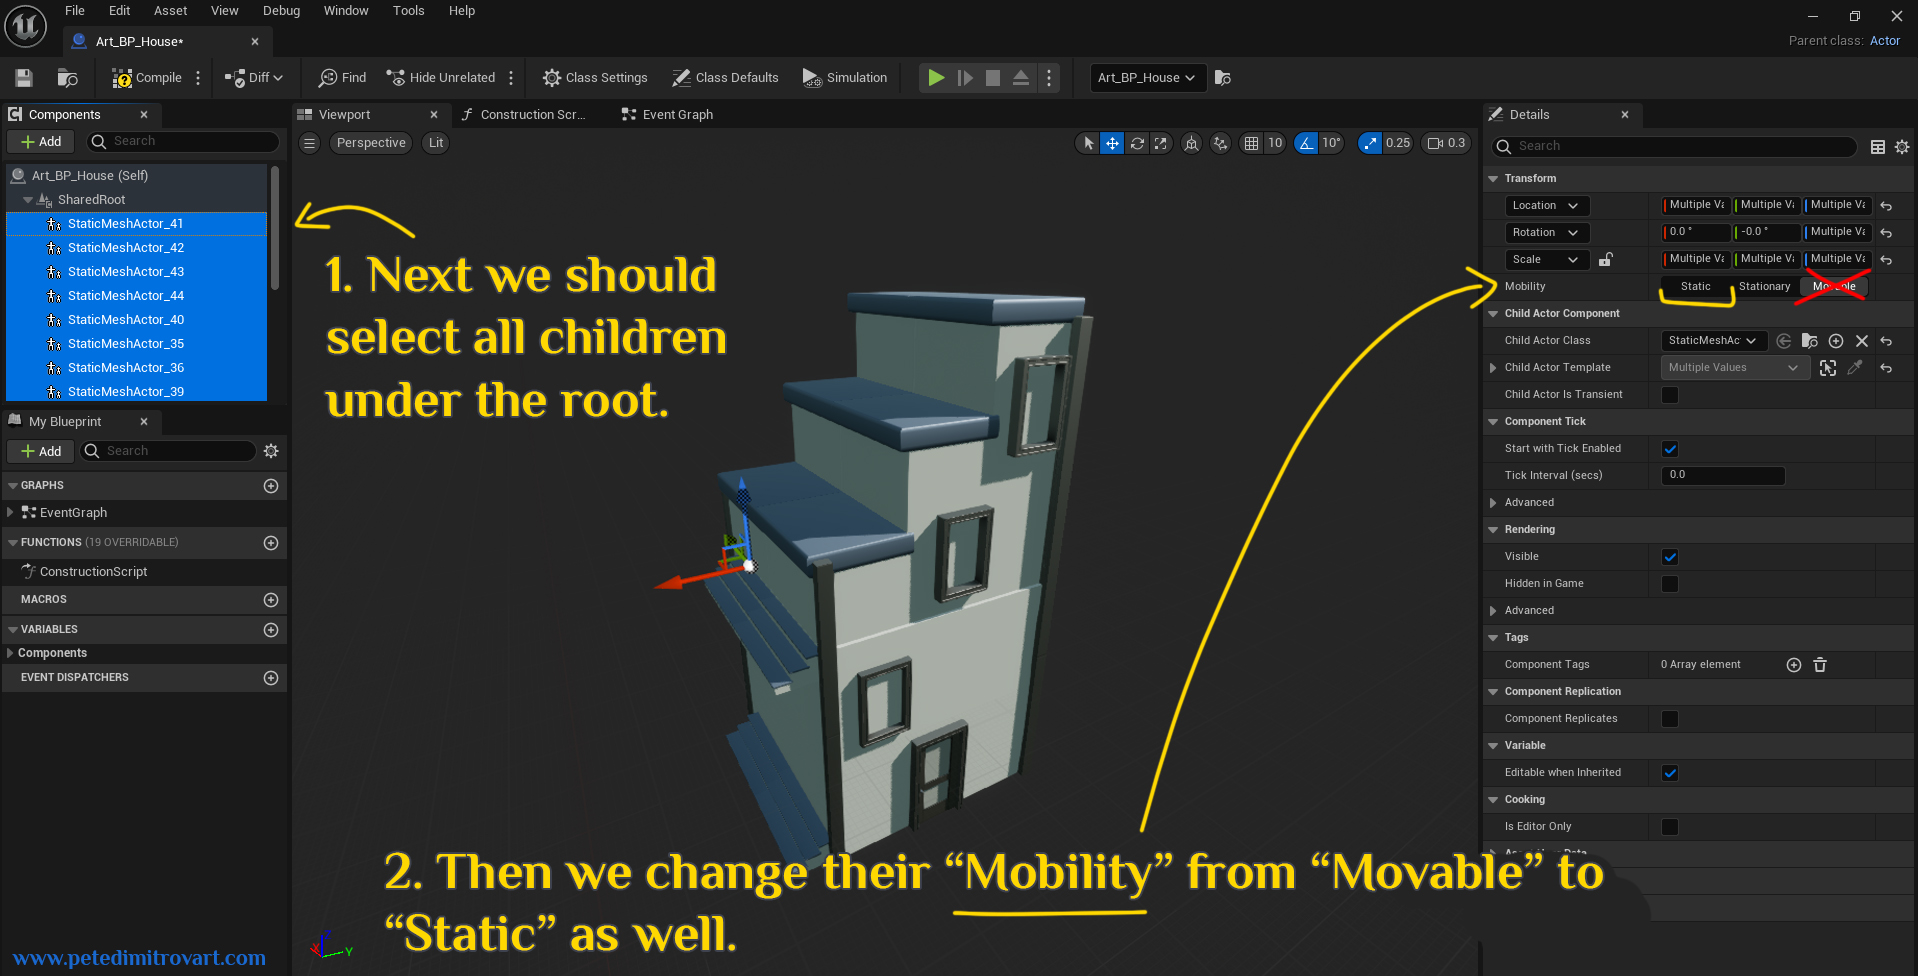 File Edit Asset View Debug Window Tools Help
Art_BP_House*
Parent class: Actor
Compile Diff Find Hide Unrelated Class Settings Class Defaults Simulation Art_BP_House
Components
Add Search
Art_BP_House (Self)
SharedRoot
StaticMeshActor_41
StaticMeshActor_42
StaticMeshActor_43
StaticMeshActor_44
StaticMeshActor_40
StaticMeshActor_35
StaticMeshActor_36
StaticMeshActor_39
My Blueprint
Add Search
GRAPHS
EventGraph
FUNCTIONS (19 OVERRIDABLE)
ConstructionScript
MACROS
VARIABLES
Components
EVENT DISPATCHERS
www.petedimitrovart.com
Viewport Construction Scr... Event Graph
Perspective Lit 10 10° 0.25 0.3
1. Next we should
select all children
under the root.
2. Then we change their “Mobility” from “Movable” to
“Static” as well.
X Z Y
Details
Search
Transform
Location Multiple Va Multiple Va Multiple Va
Rotation 0.0 ° -0.0 ° Multiple Va
Scale Multiple Va Multiple Va Multiple Va
Mobility Static Stationary Movable
Child Actor Component
Child Actor Class StaticMeshAc
Child Actor Template Multiple Values
Child Actor Is Transient
Component Tick
Start with Tick Enabled
Tick Interval (secs) 0.0
Advanced
Rendering
Visible
Hidden in Game
Advanced
Tags
Component Tags 0 Array element
Component Replication
Component Replicates
Variable
Editable when Inherited
Cooking
Is Editor Only